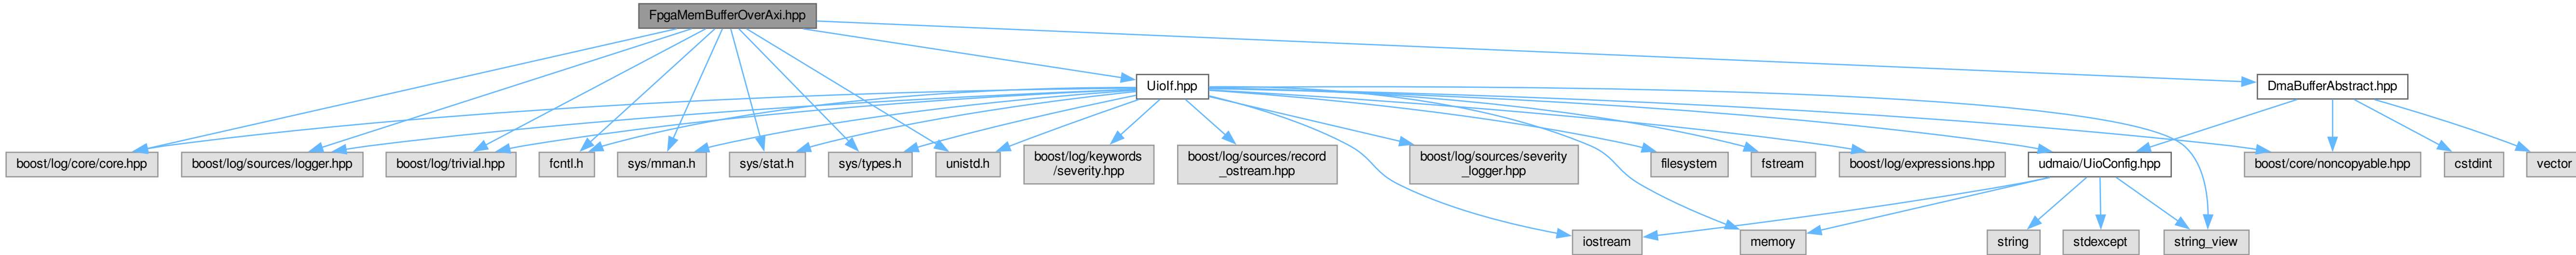 FpgaMemBufferOverAxi.hpp
UioIf.hpp
DmaBufferAbstract.hpp
boost/log/core/core.hpp
boost/log/sources/logger.hpp
boost/log/trivial.hpp
fcntl.h
sys/mman.h
sys/stat.h
sys/types.h
unistd.h
boost/log/keywords
/severity.hpp
boost/log/sources/record
_ostream.hpp
boost/log/sources/severity
_logger.hpp
filesystem
fstream
boost/log/expressions.hpp
udmaio/UioConfig.hpp
boost/core/noncopyable.hpp
cstdint
vector
iostream
memory
string
stdexcept
string_view